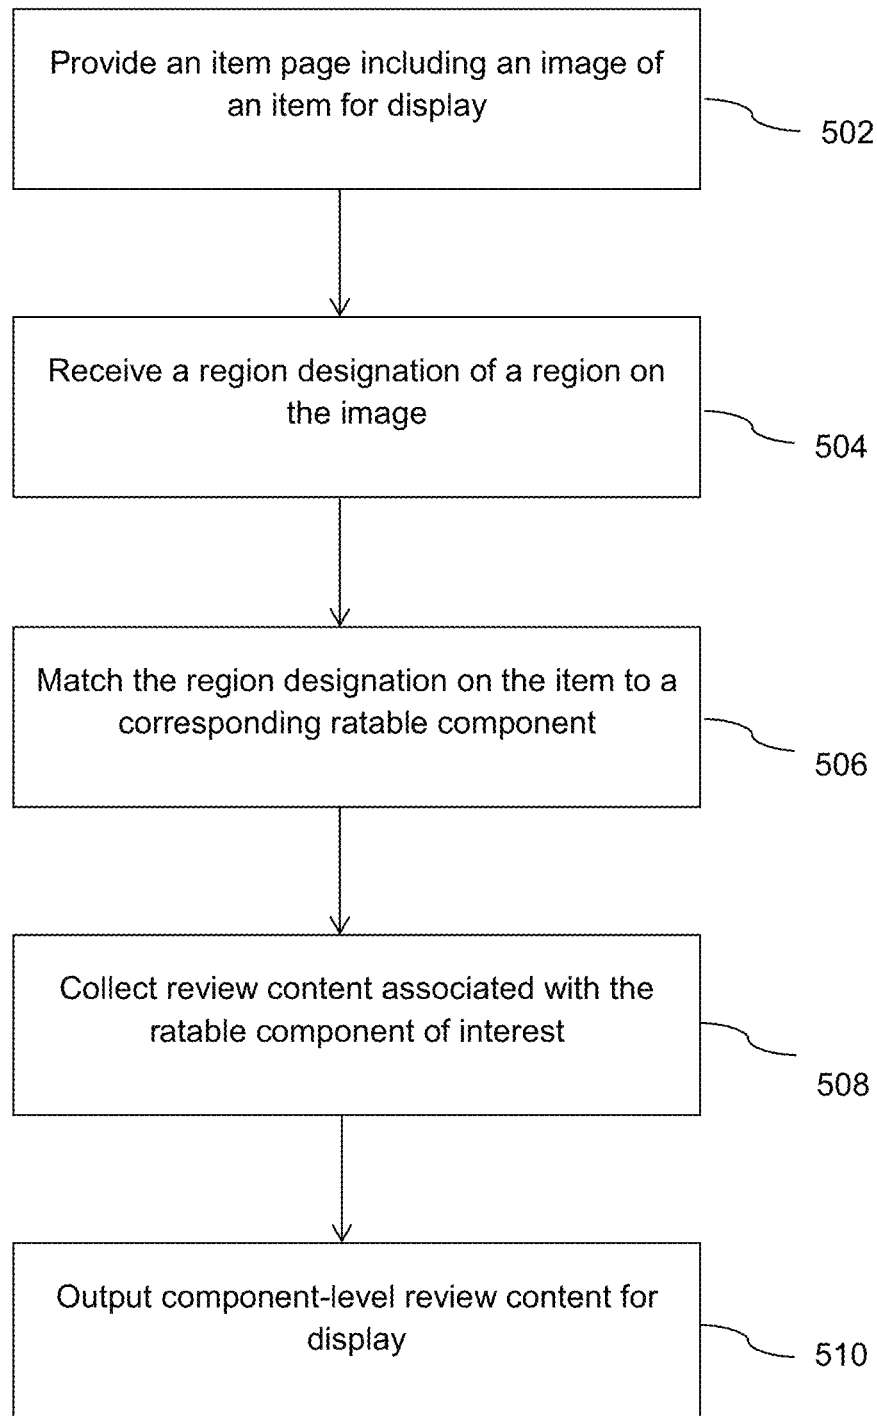 Provide an item page including an image of
an item for display
502
Receive a region designation of a region on
the image
504
Match the region designation on the item to a
corresponding ratable component
506
Collect review content associated with the
ratable component of interest
508
Output component-level review content for
display
510